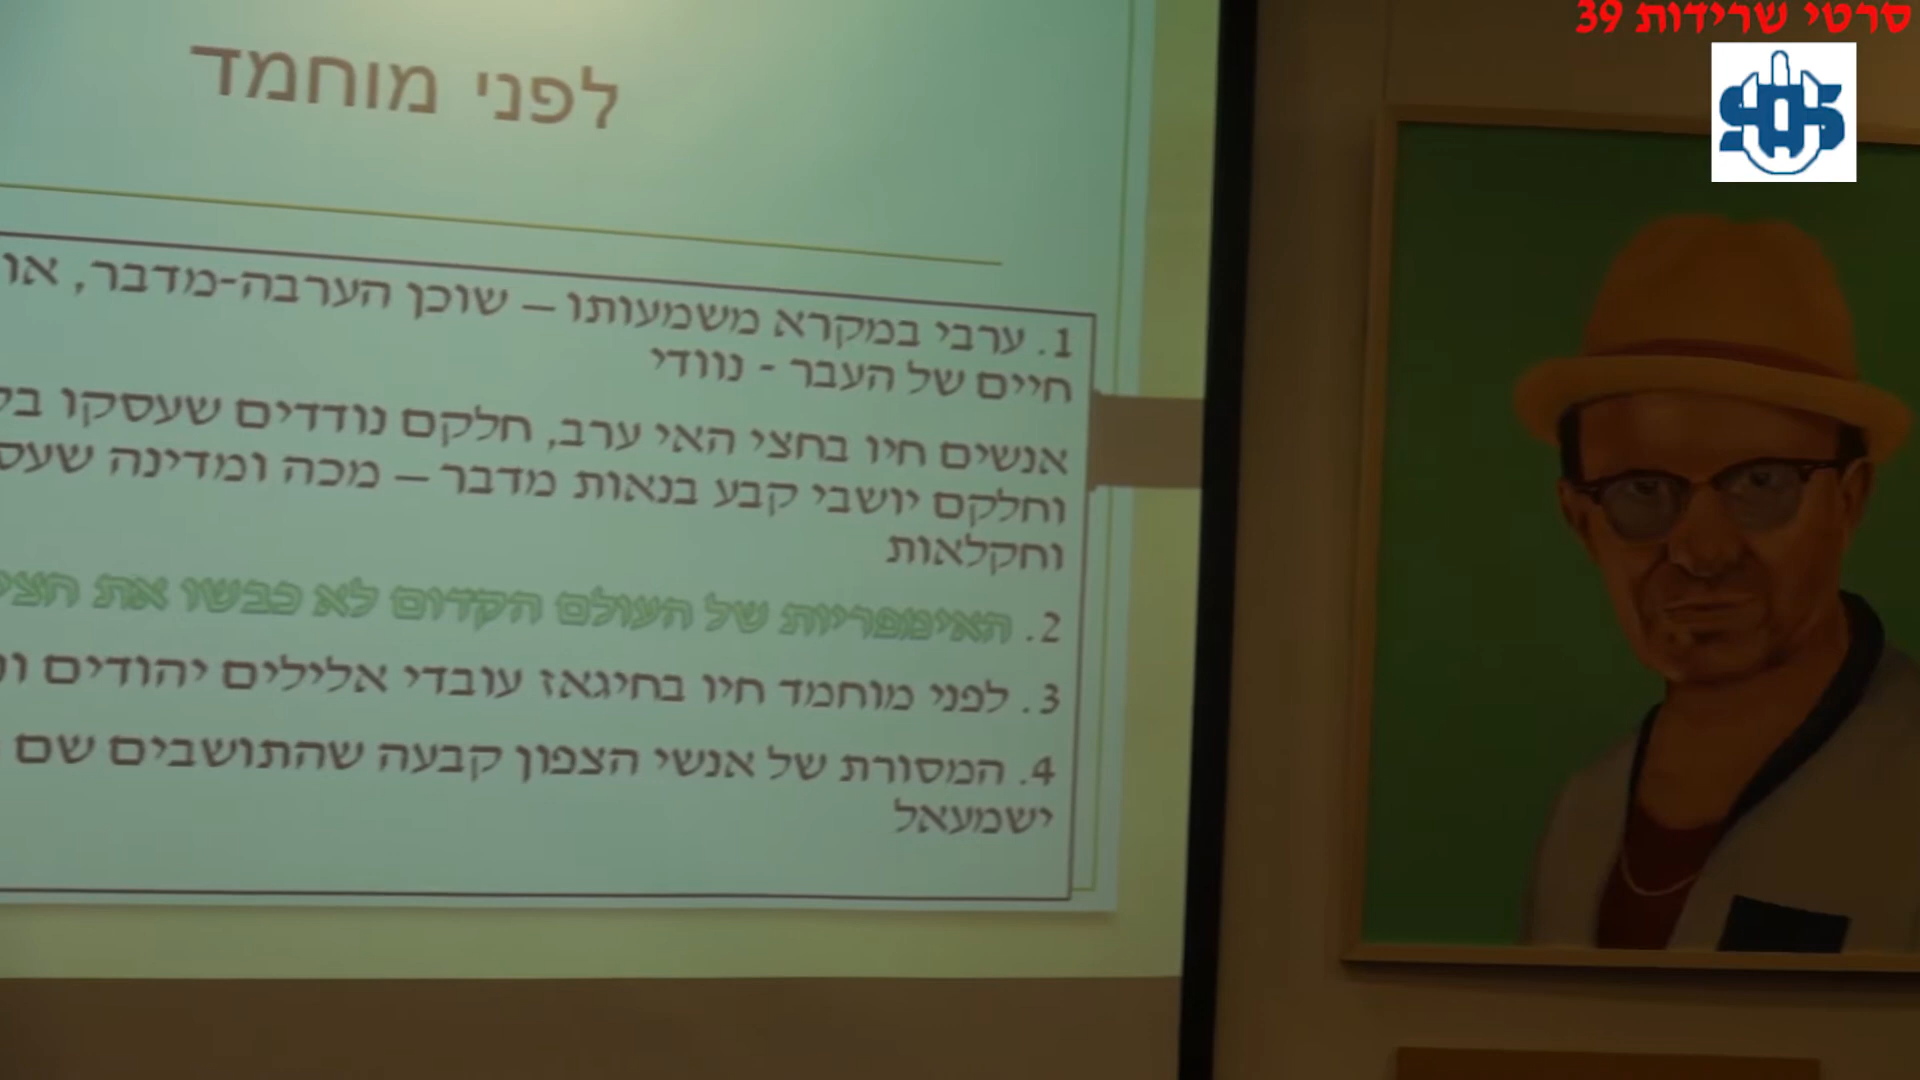 סרטי שרידות 39
SOS
לפני מוחמד
1. ערבי במקרא משמעותו – שוכן הערבה-מדבר, או
חיים של העבר - נוודי
אנשים חיו בחצי האי ערב, חלקם נודדים שעסקו
וחלקם יושבי קבע בנאות מדבר – מכה ומדינה
וחקלאות
2. האימפריות של העולם הקדום לא כבשו את
3. לפני מוחמד חיו בחיגאז עובדי אלילים יהודים
4. המסורת של אנשי הצפון קבעה שהתושבים שם
ישמעאל